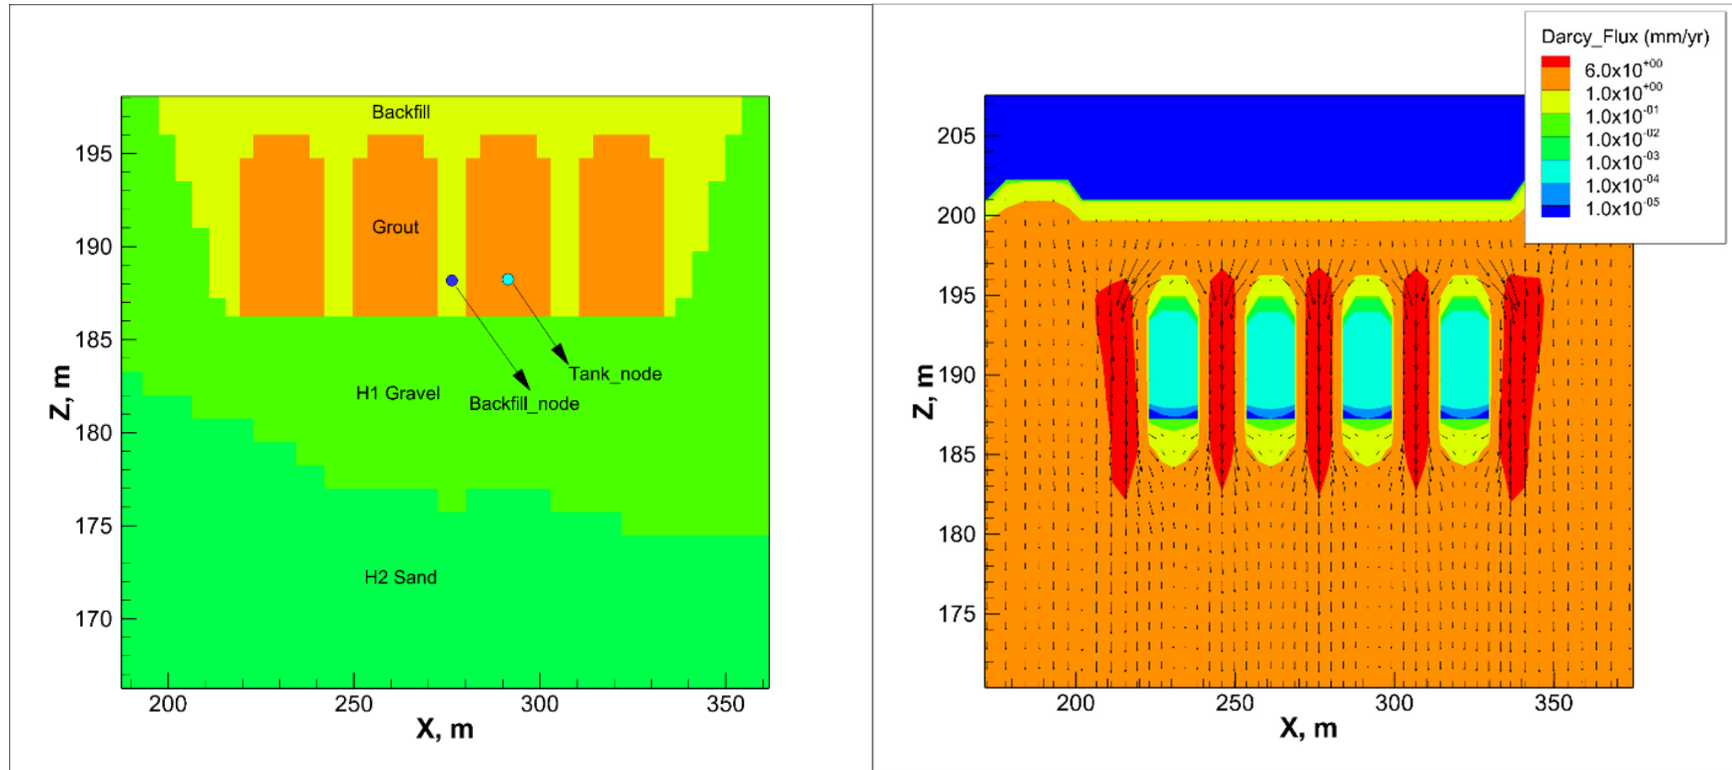 Backfill
195
Grout
190
Tank_node
Backfill_node
185
H1 Gravel
180
175
H2 Sand
170
Z, m
200
250
300
350
X, m
Darcy_Flux (mm/yr)
6.0x10+00
1.0x10+00
1.0x10-01
1.0x10-02
1.0x10-03
1.0x10-04
1.0x10-05
205
200
195
190
185
180
175
Z, m
200
250
300
350
X, m